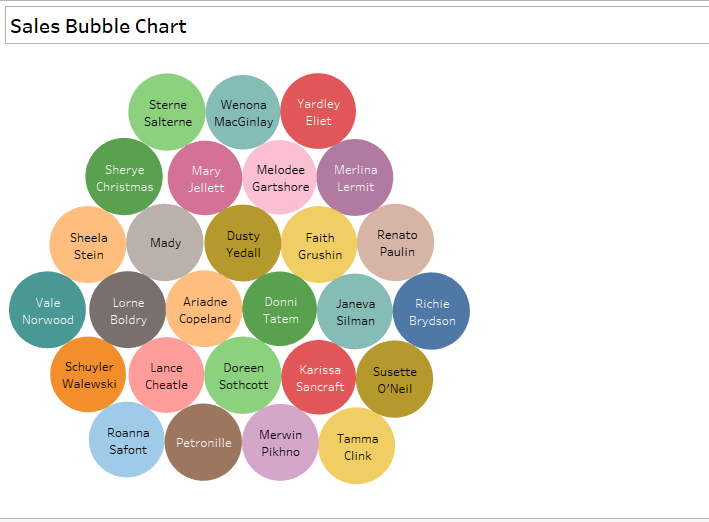 Sales Bubble Chart
Sterne
Salterne
Wenona
MacGinlay
Yardley
Eliet
Sherye
Christmas
Mary
Jellett
Melodee
Gartshore
Merlina
Lermit
Sheela
Stein
Mady
Dusty
Yedall
Faith
Grushin
Renato
Paulin
Vale
Norwood
Lorne
Boldry
Ariadne
Copeland
Donni
Tatem
Janeva
Silman
Richie
Brydson
Schuyler
Walewski
Lance
Cheatle
Doreen
Sothcott
Karissa
Sancraft
Susette
O'Neil
Roanna
Safont
Petronille
Merwin
Pikhno
Tamma
Clink